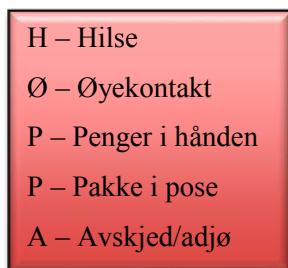 H – Hilse
Ø – Øyekontakt
P – Penger i hånden
P – Pakke i pose
A – Avskjed/adjø